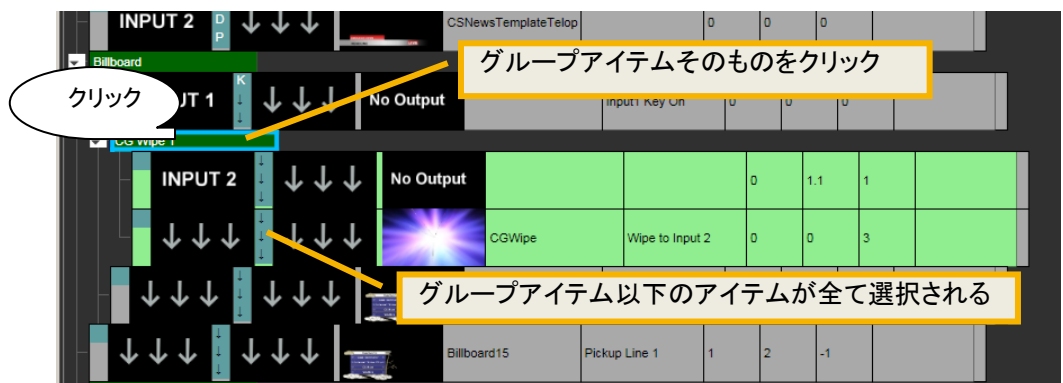 INPUT 2 D P CSNewsTemplateTelop 0 0 0
Billboard
グループアイテムそのものをクリック
クリック
UT 1 K No Output Input1 Key On 0 0 0
CG Wipe 1
INPUT 2 No Output 0 1.1 1
CGWipe Wipe to Input 2 0 0 3
グループアイテム以下のアイテムが全て選択される
Billboard15 Pickup Line 1 1 2 -1